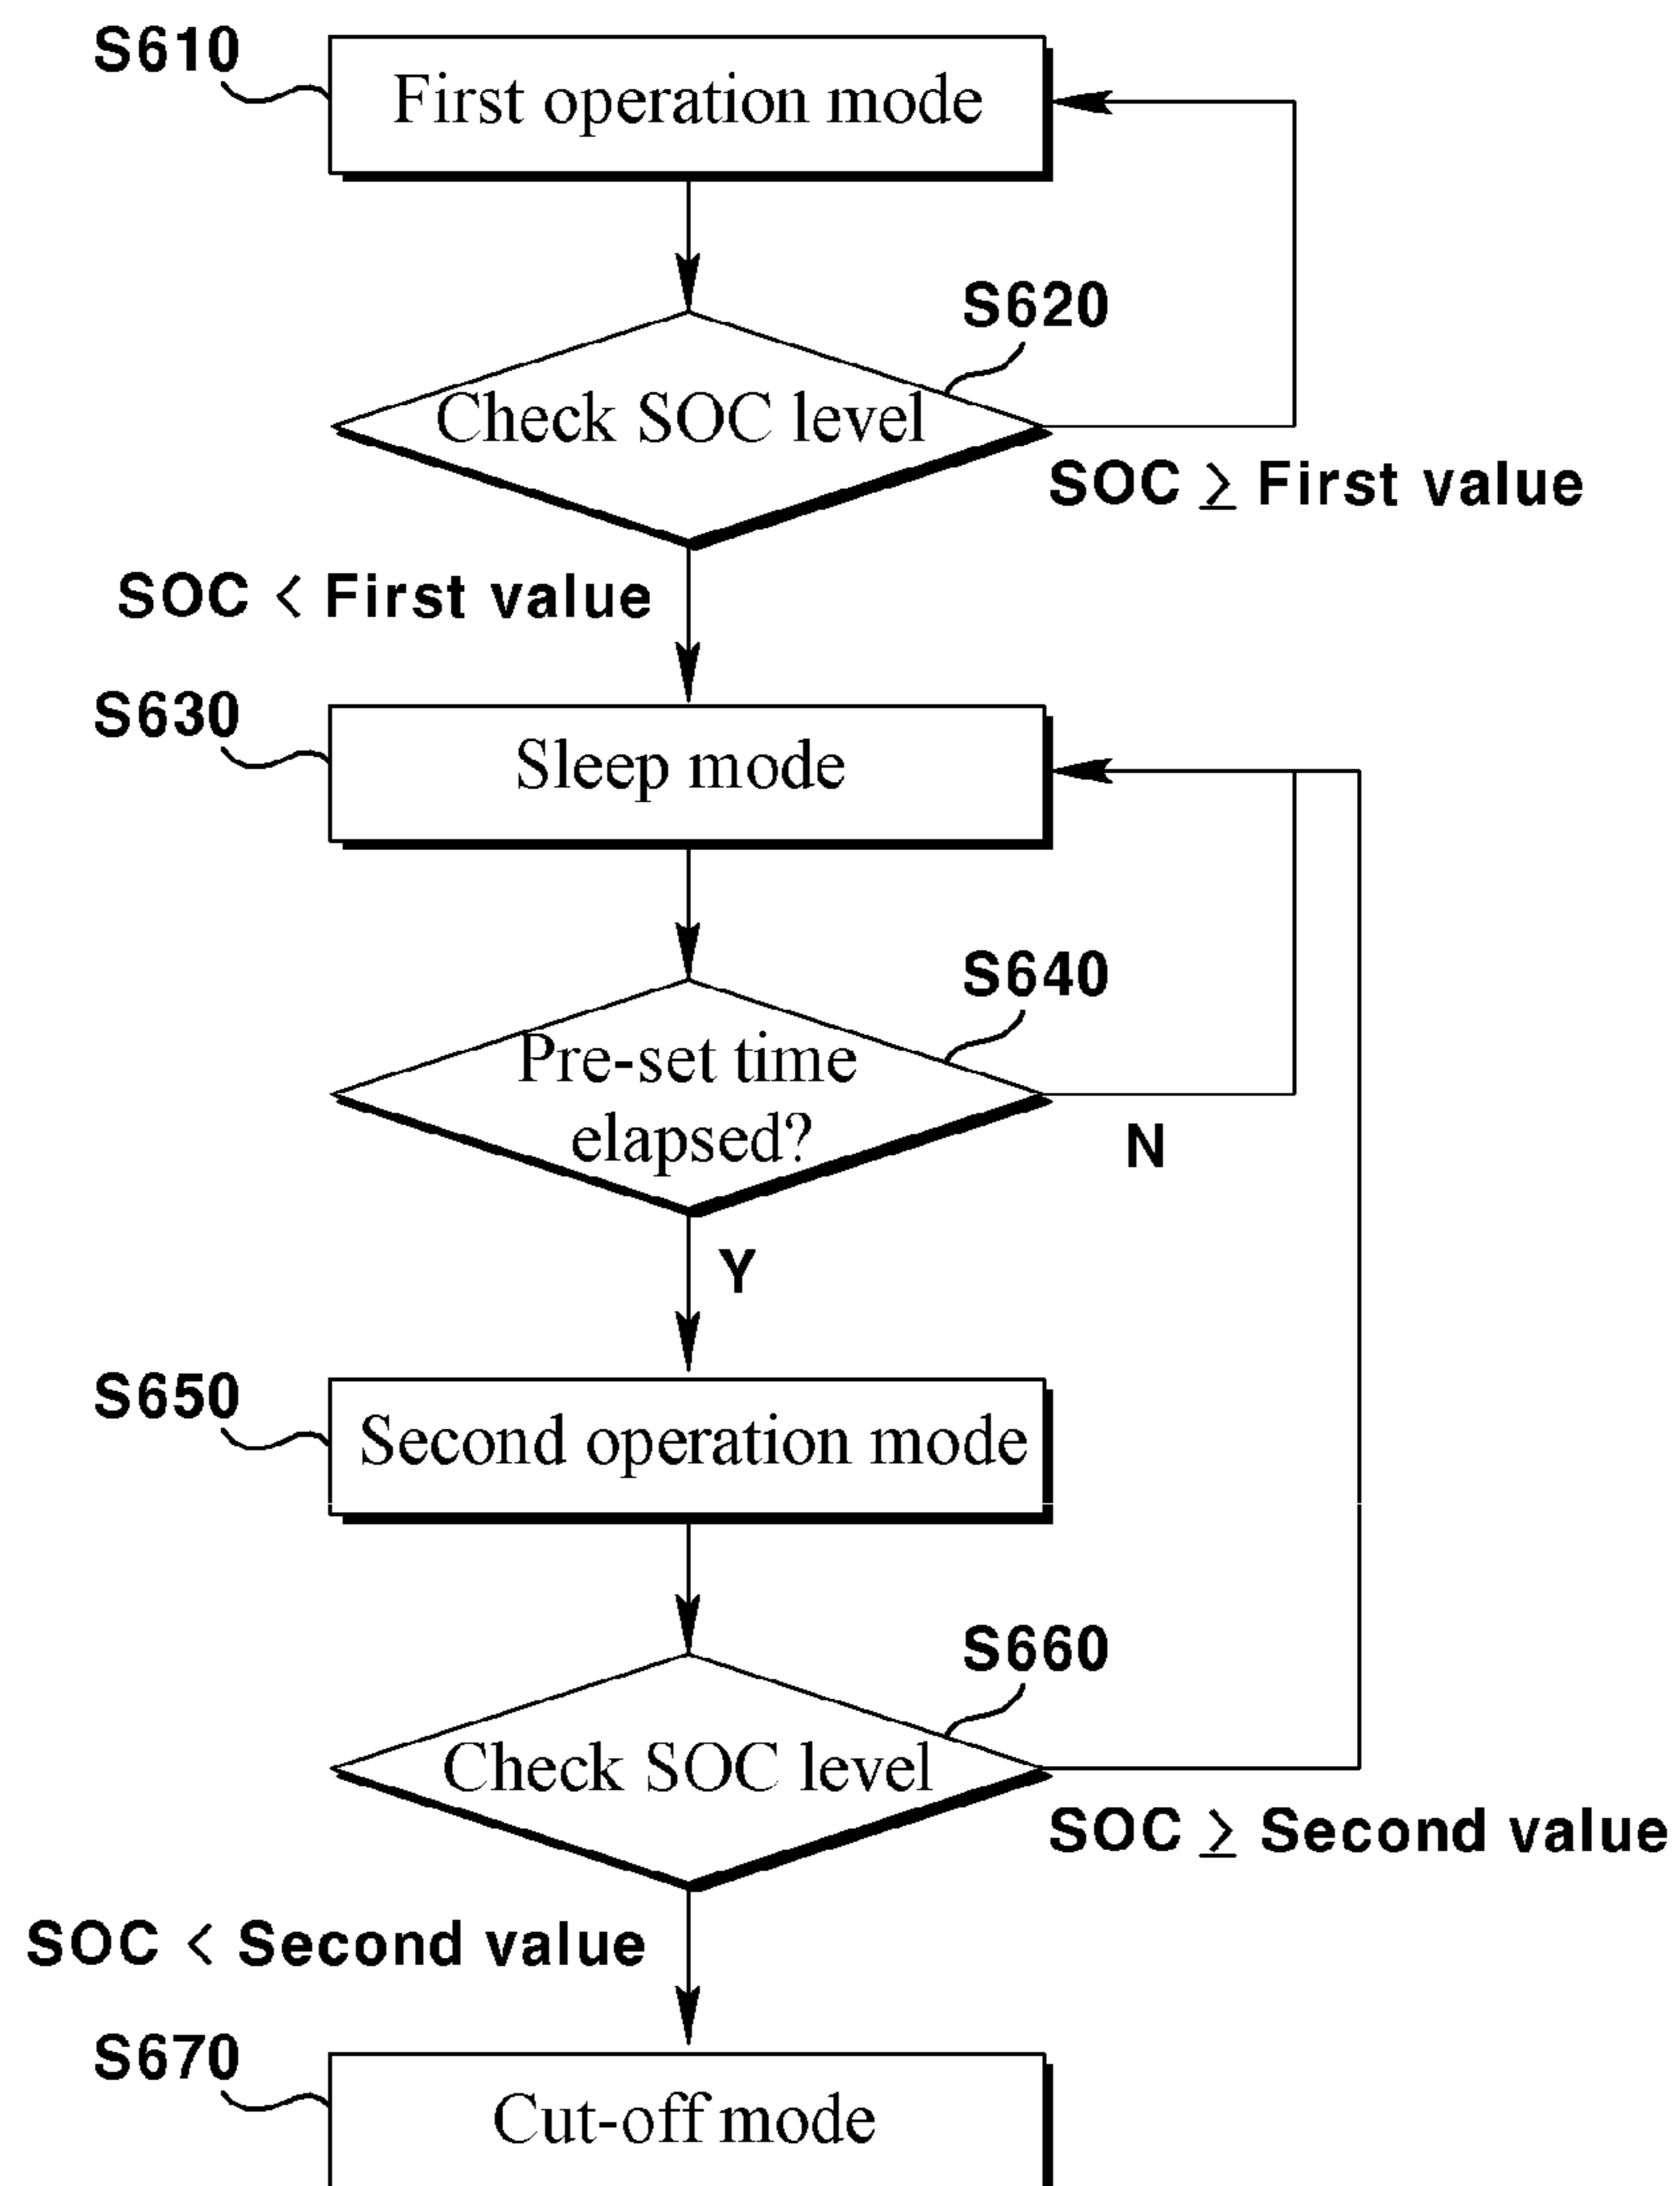 S610
First operation mode
S620
Check SOC level
SOC ≥ First value
SOC < First value
S630
Sleep mode
S640
Pre-set time
elapsed?
N
Y
S650
Second operation mode
S660
Check SOC level
SOC ≥ Second value
SOC < Second value
S670
Cut-off mode